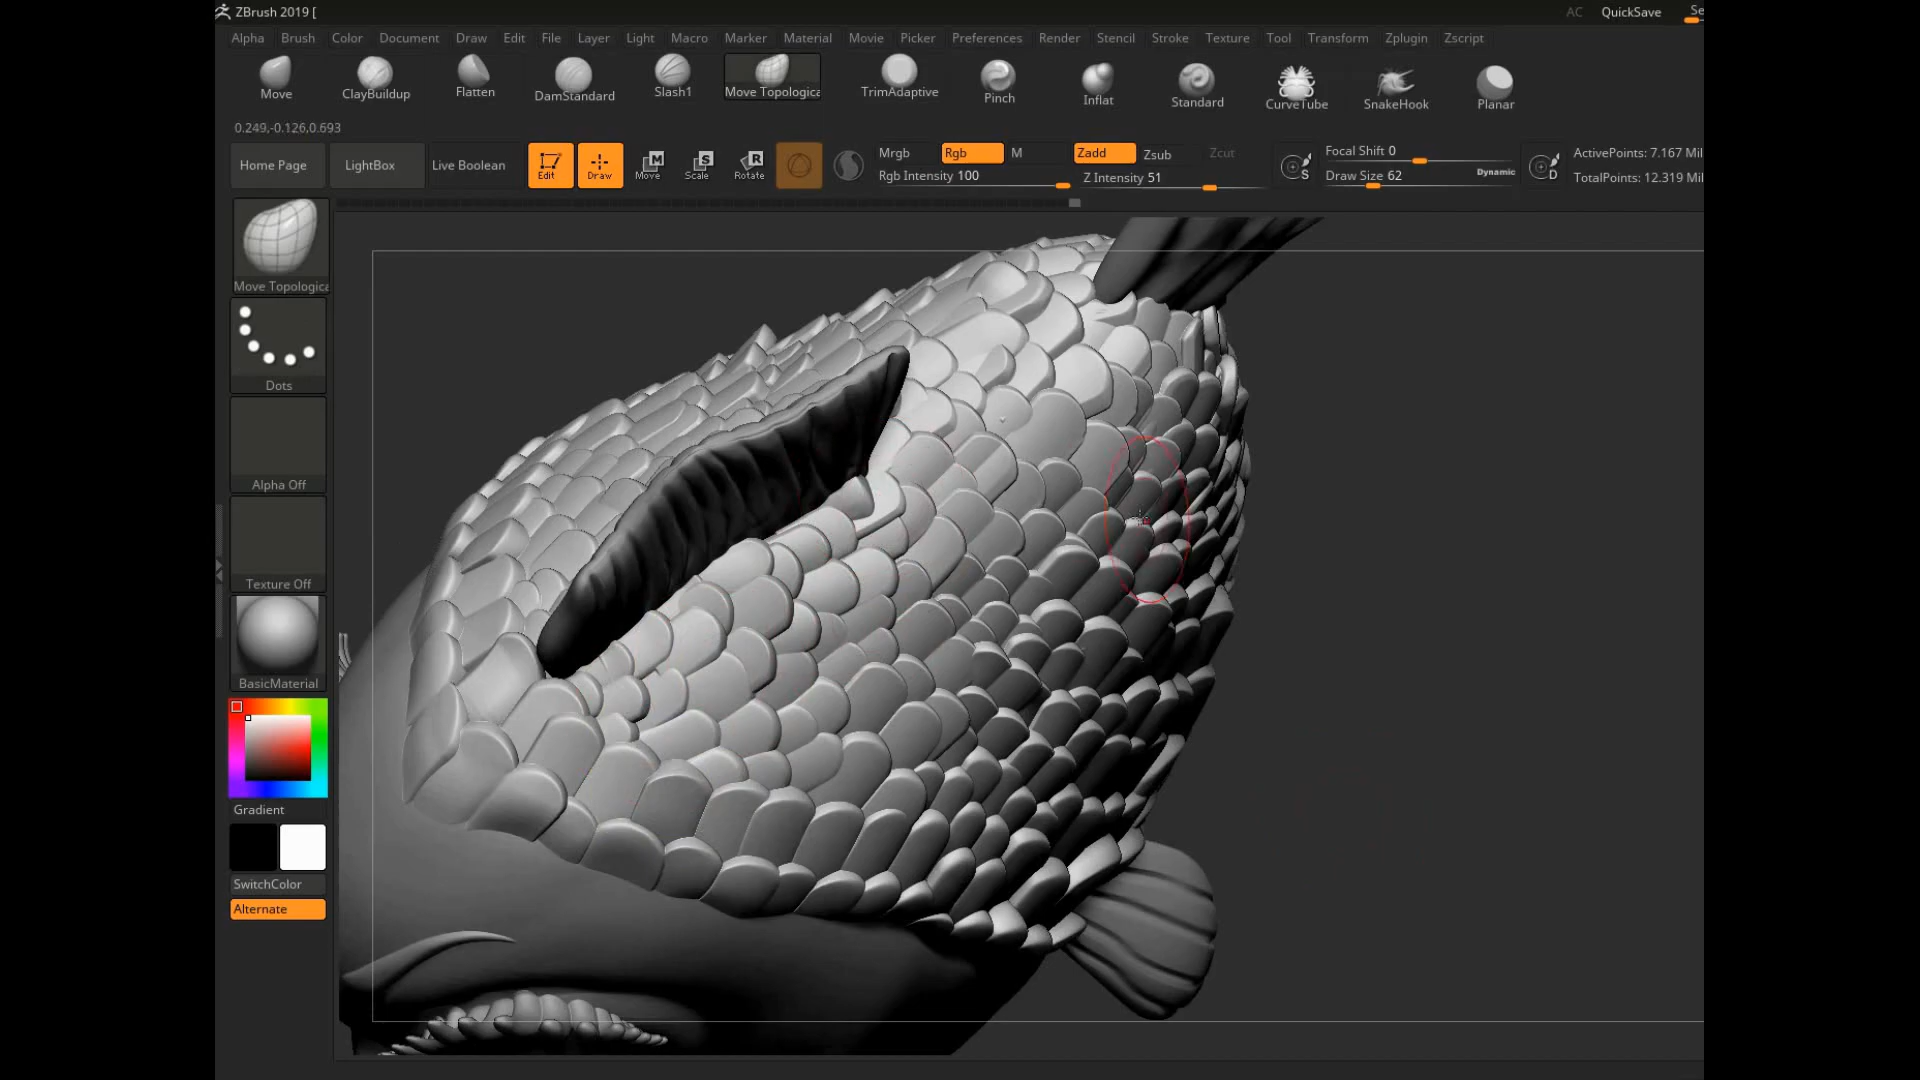 ZBrush 2019 [
AC QuickSave Se
Alpha Brush Color Document Draw Edit File Layer Light Macro Marker Material Movie Picker Preferences Render Stencil Stroke Texture Tool Transform Zplugin Zscript
Move ClayBuildup Flatten DamStandard Slash1 Move Topologica TrimAdaptive Pinch Inflat Standard CurveTube SnakeHook Planar
0.249,-0.126,0.693
Home Page LightBox Live Boolean Edit Draw Move Scale Rotate
M S R
Mrgb Rgb M
Rgb Intensity 100
Zadd Zsub Zcut
Z Intensity 51
S
Focal Shift 0
Draw Size 62 Dynamic
D
ActivePoints: 7.167 Mil
TotalPoints: 12.319 Mil
Move Topologica
Dots
Alpha Off
Texture Off
BasicMaterial
Gradient
SwitchColor
Alternate